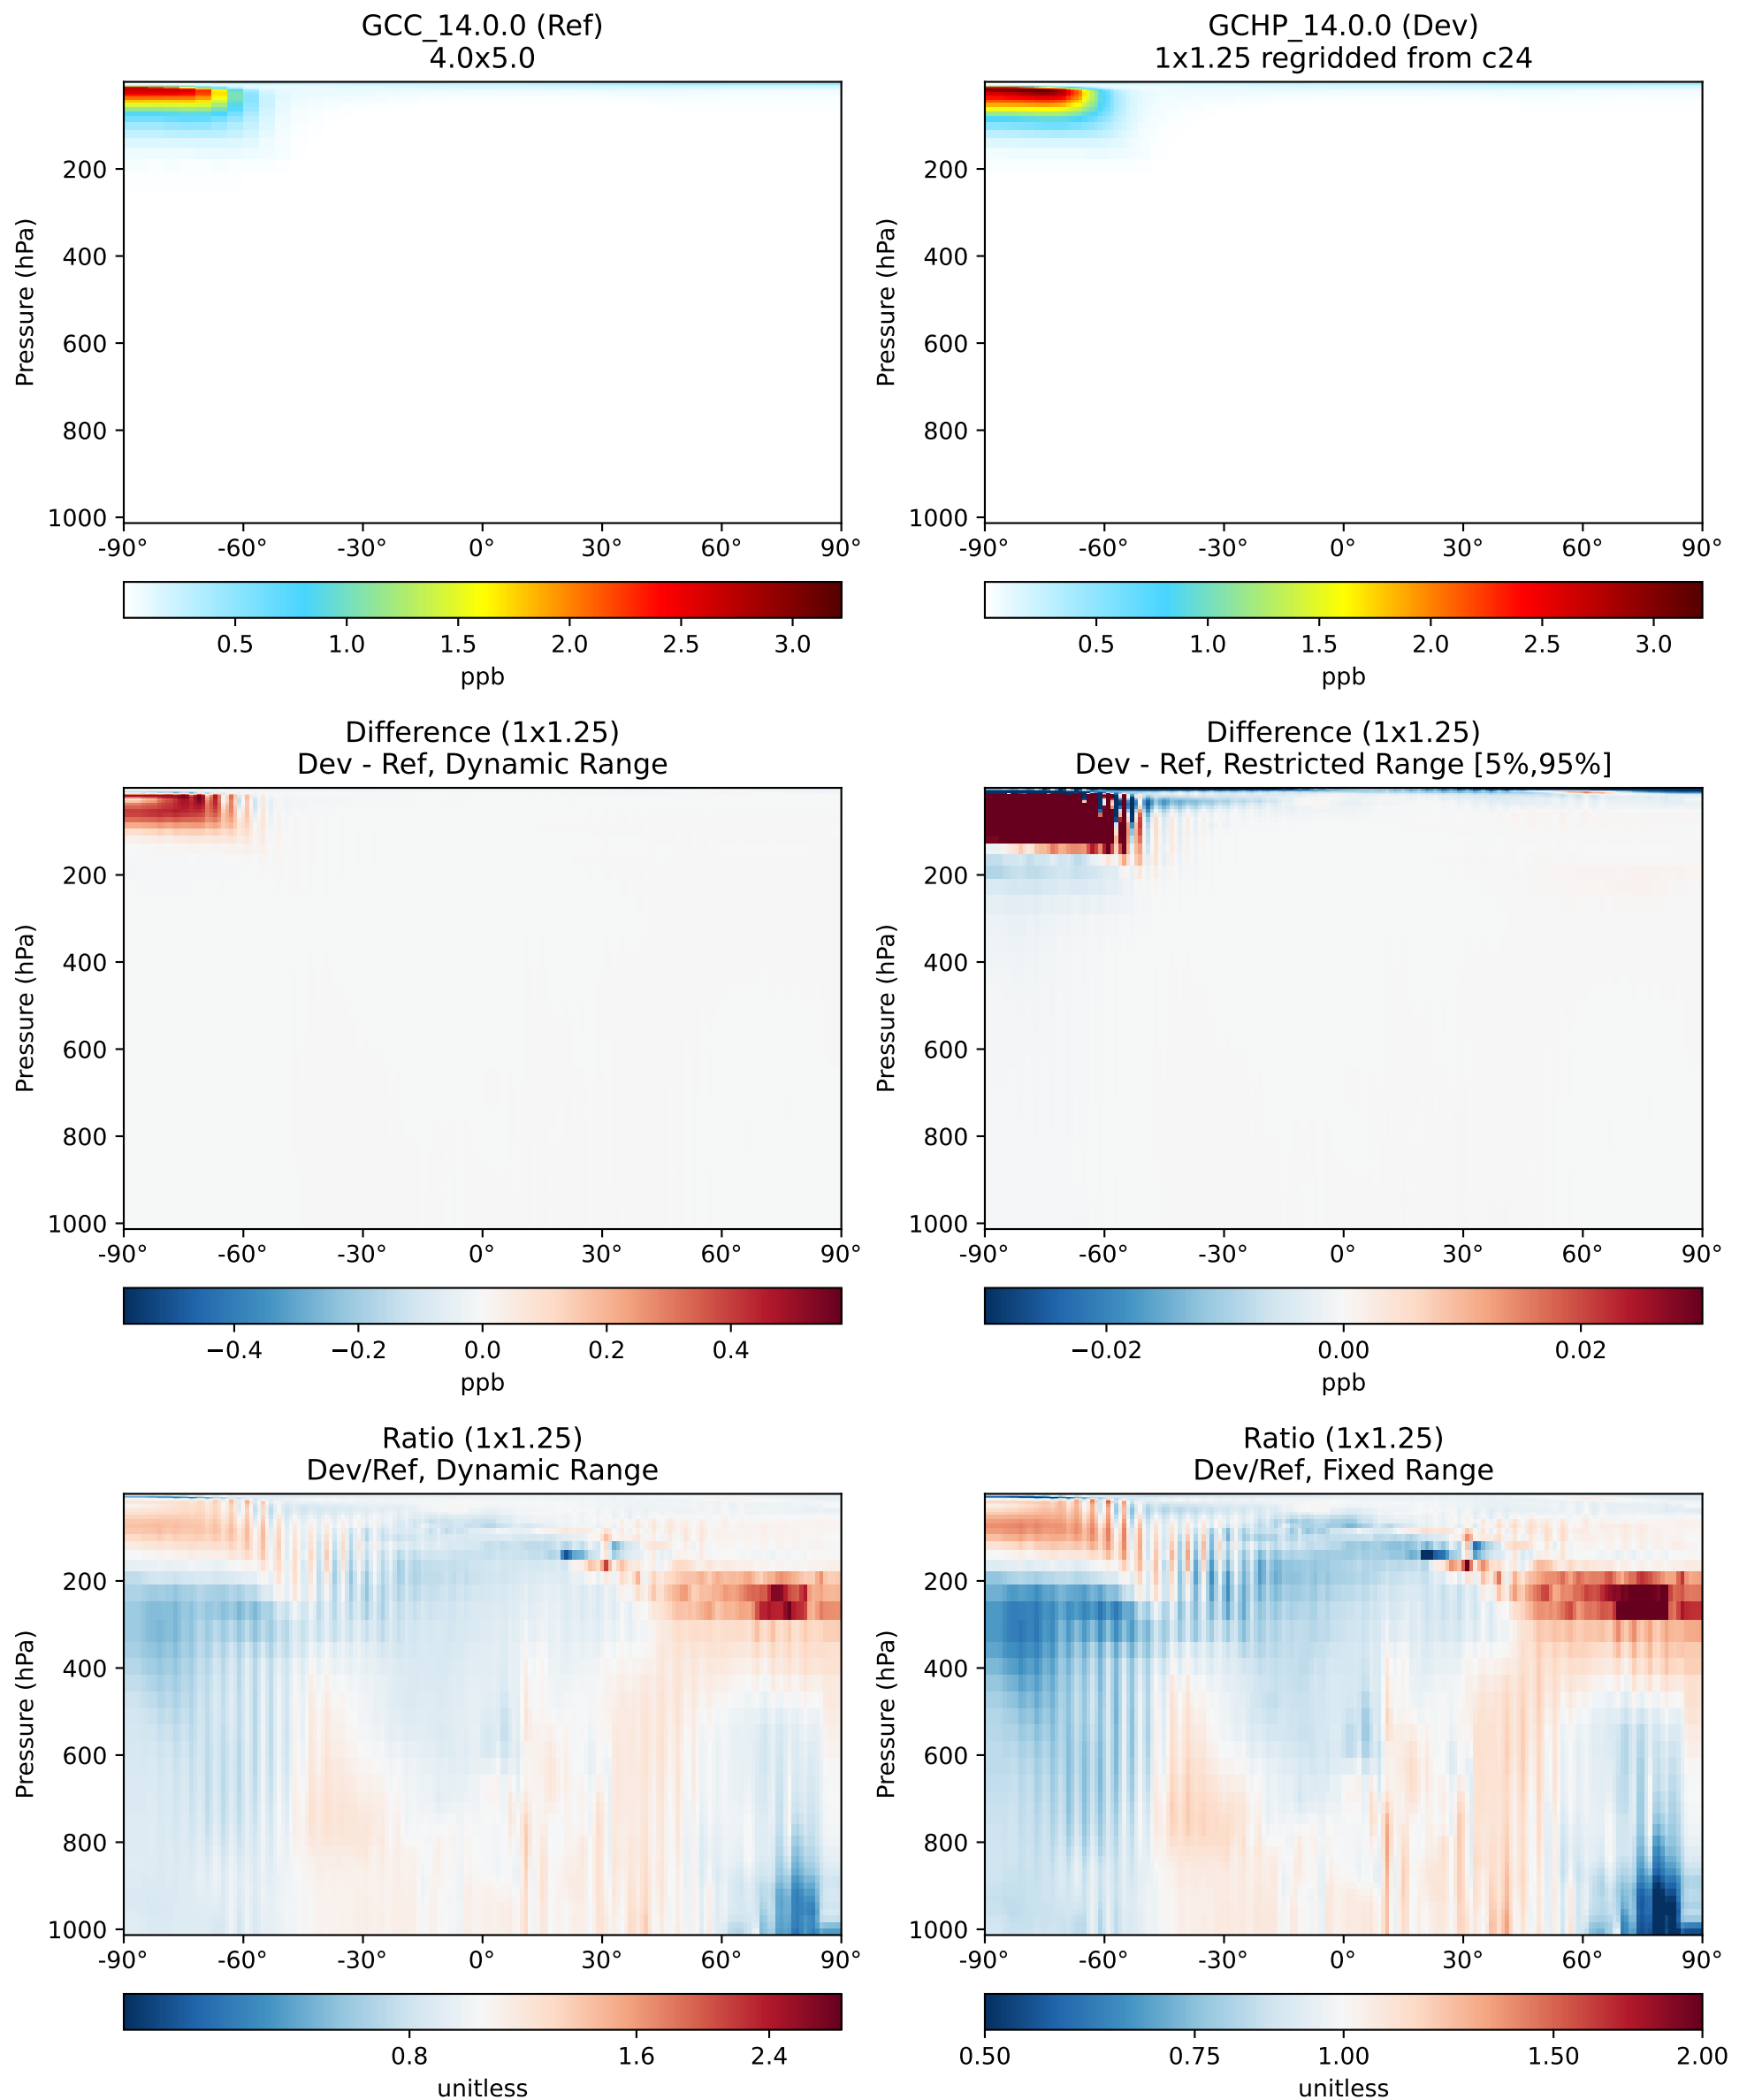 GCC_14.0.0 (Ref)
4.0x5.0
Pressure (hPa)
200
400
600
800
1000
-90° -60° -30° 0° 30° 60° 90°
0.5 1.0 1.5 2.0 2.5 3.0
ppb
GCHP_14.0.0 (Dev)
1x1.25 regridded from c24
Pressure (hPa)
200
400
600
800
1000
-90° -60° -30° 0° 30° 60° 90°
0.5 1.0 1.5 2.0 2.5 3.0
ppb
Difference (1x1.25)
Dev - Ref, Dynamic Range
Pressure (hPa)
200
400
600
800
1000
-90° -60° -30° 0° 30° 60° 90°
−0.4 −0.2 0.0 0.2 0.4
ppb
Difference (1x1.25)
Dev - Ref, Restricted Range [5%,95%]
Pressure (hPa)
200
400
600
800
1000
-90° -60° -30° 0° 30° 60° 90°
−0.02 0.00 0.02
ppb
Ratio (1x1.25)
Dev/Ref, Dynamic Range
Pressure (hPa)
200
400
600
800
1000
-90° -60° -30° 0° 30° 60° 90°
0.8 1.6 2.4
unitless
Ratio (1x1.25)
Dev/Ref, Fixed Range
Pressure (hPa)
200
400
600
800
1000
-90° -60° -30° 0° 30° 60° 90°
0.50 0.75 1.00 1.50 2.00
unitless